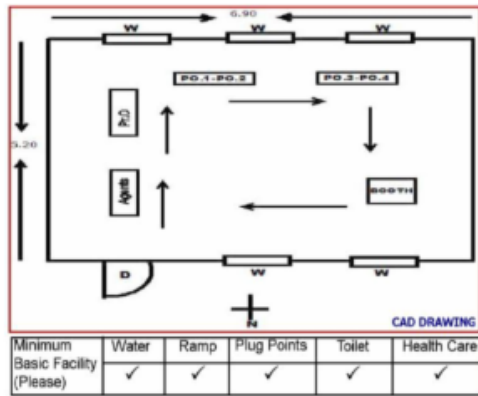 6.90
W W W
PO.1-PO.2 PO.3-PO.4
Pr.O
5.20
Agents
BOOTH
W W
D
N
CAD DRAWING
Minimum Basic Facility (Please) Water Ramp Plug Points Toilet Health Care
✓ ✓ ✓ ✓ ✓